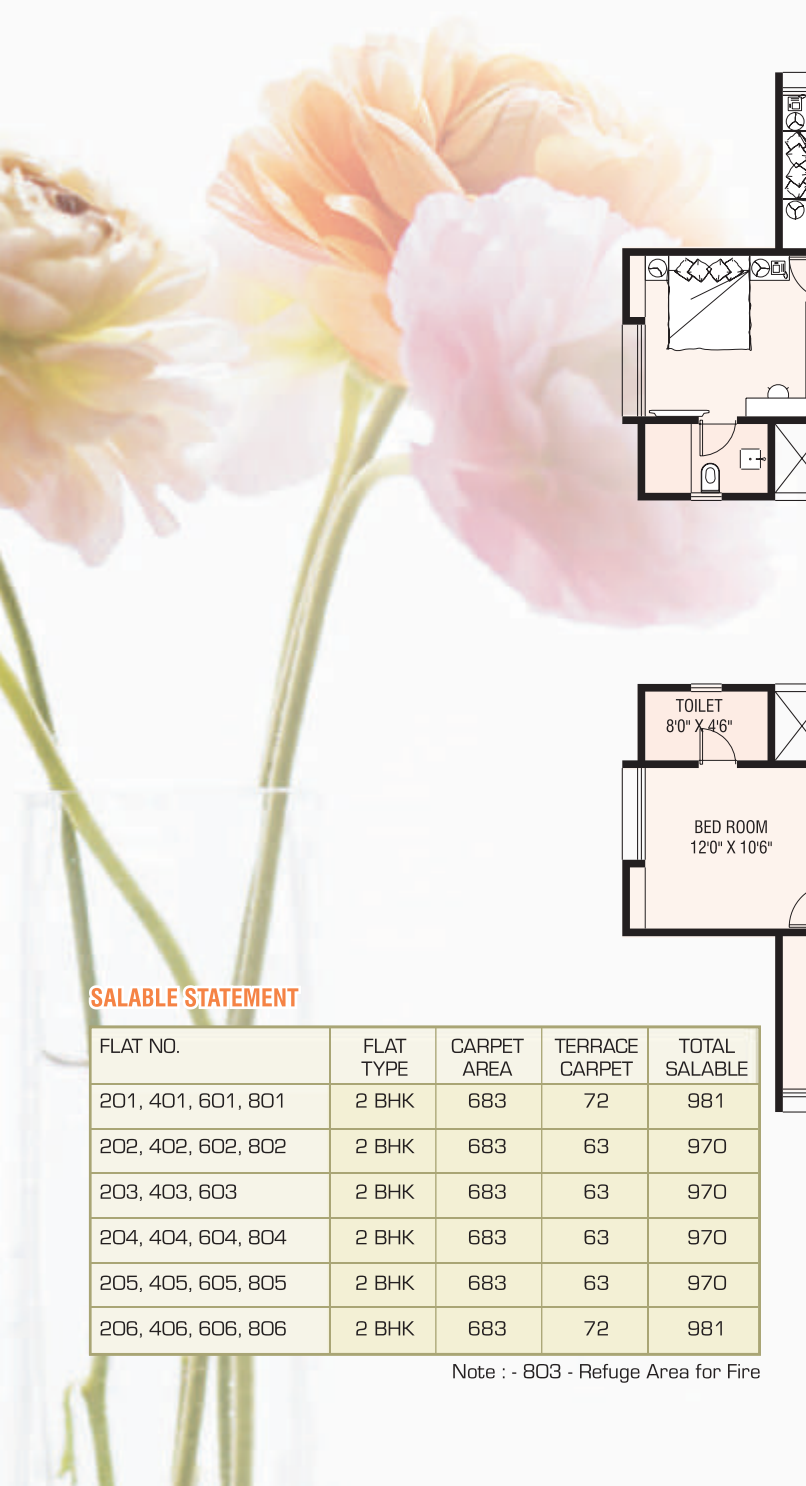 TOILET
8'0" X 4'6"
BED ROOM
12'0" X 10'6"
SALABLE STATEMENT
FLAT NO. FLAT TYPE CARPET AREA TERRACE CARPET TOTAL SALABLE
201, 401, 601, 801 2 BHK 683 72 981
202, 402, 602, 802 2 BHK 683 63 970
203, 403, 603 2 BHK 683 63 970
204, 404, 604, 804 2 BHK 683 63 970
205, 405, 605, 805 2 BHK 683 63 970
206, 406, 606, 806 2 BHK 683 72 981
Note : - 803 - Refuge Area for Fire